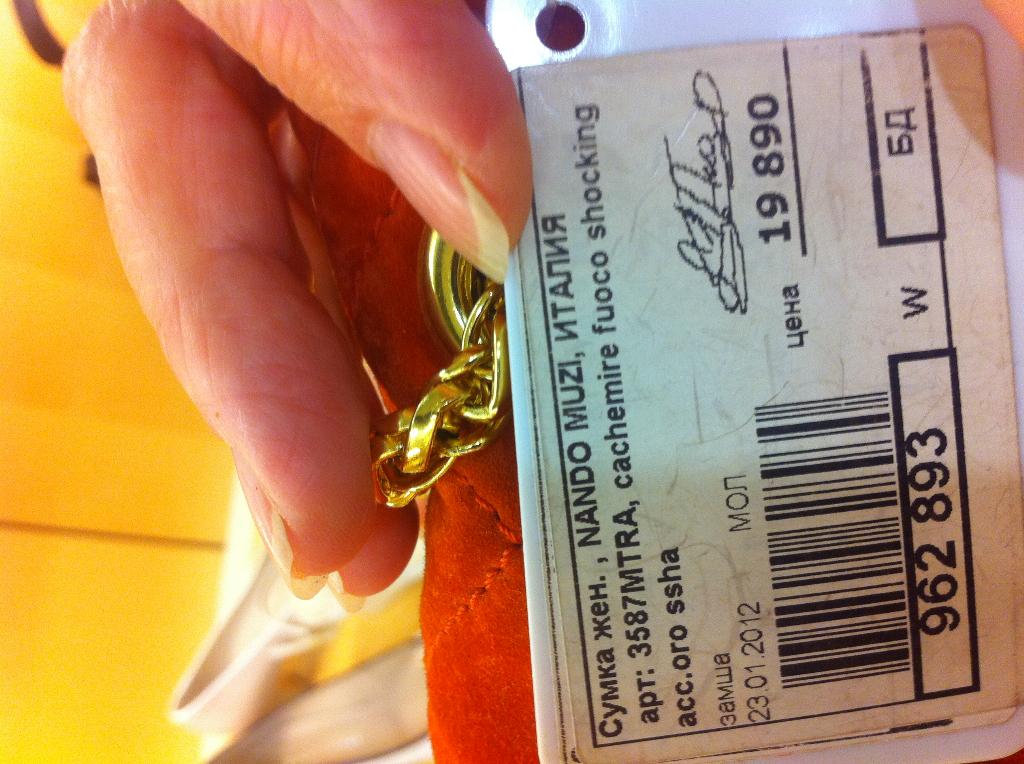 Сумка жен. , NANDO MUZI, ИТАЛИЯ
арт: 3587MTRA, cachemire fuoco shocking
acc.oro ssha
замша
23.01.2012 МОЛ
цена 19 890
962 893 W БД